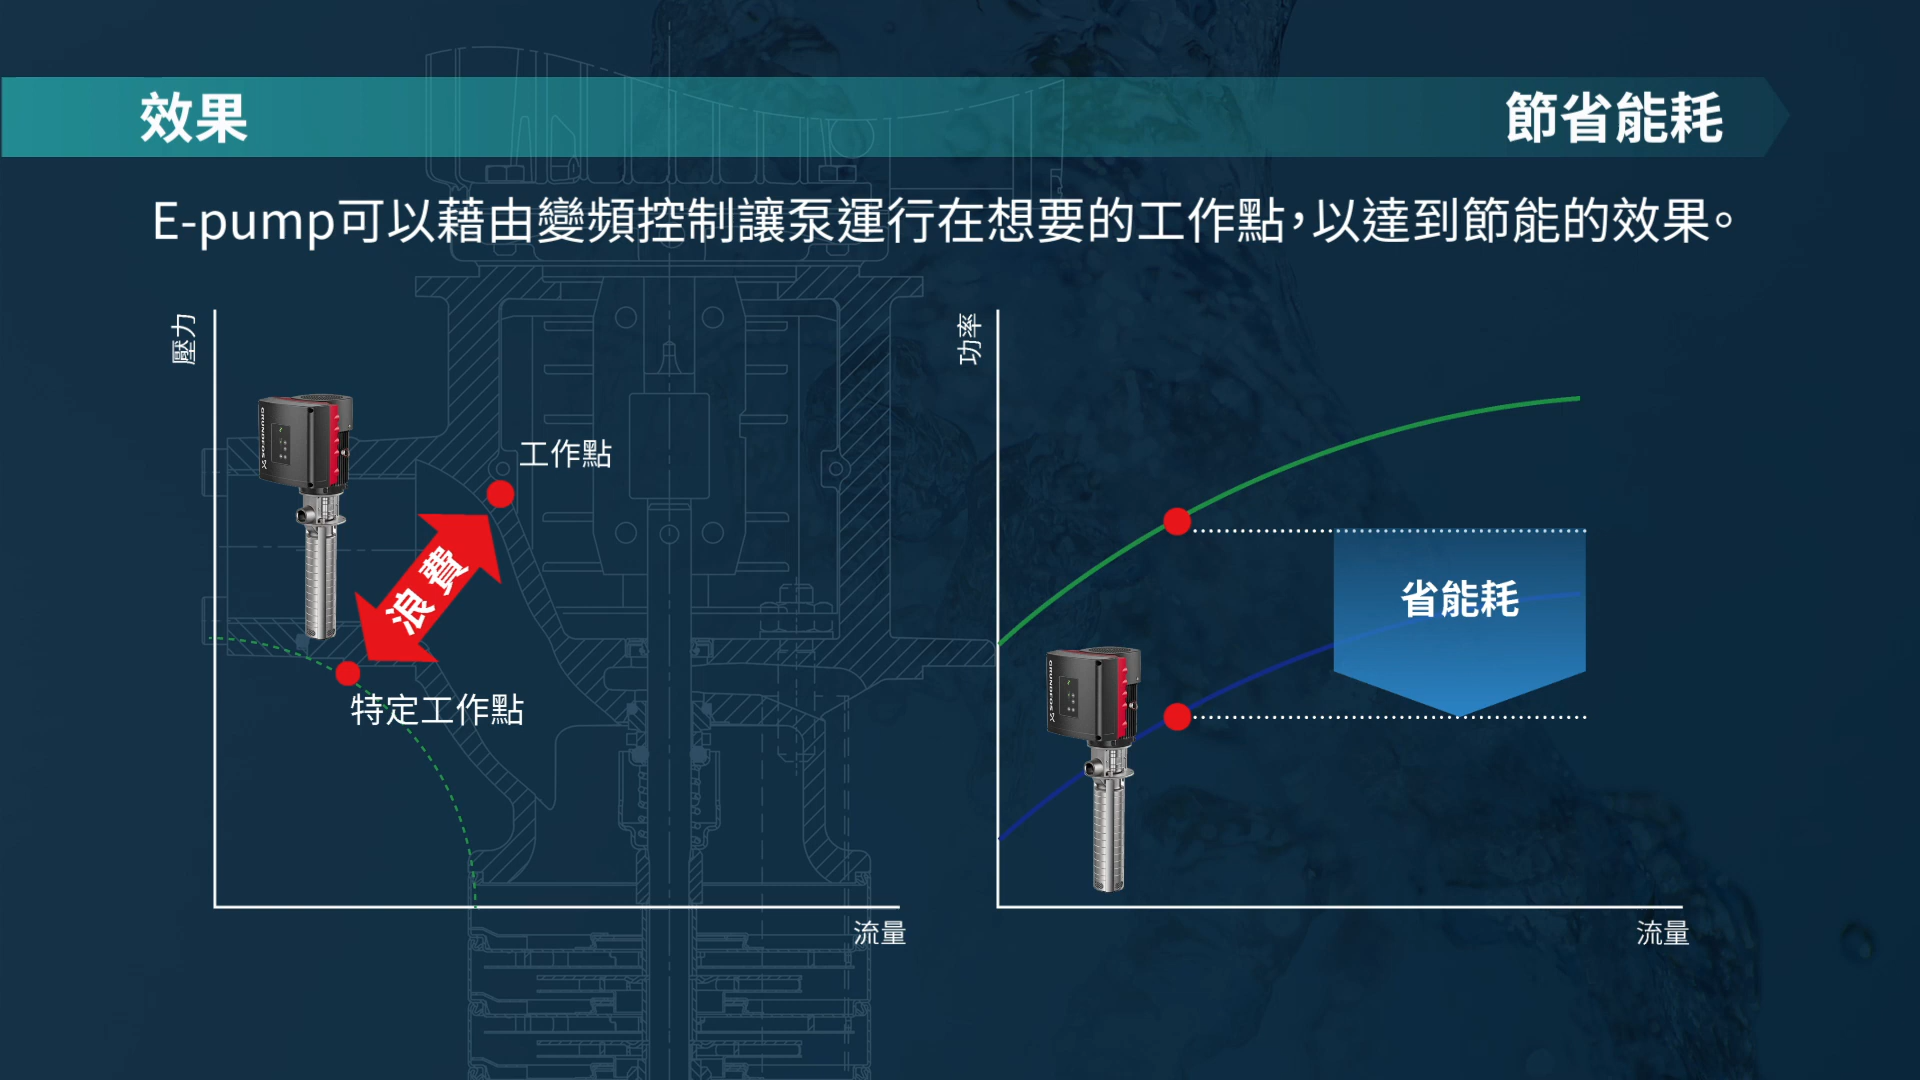 效果
節省能耗
E-pump可以藉由變頻控制讓泵運行在想要的工作點，以達到節能的效果。
壓力
GRUNDFOS
工作點
浪費
特定工作點
流量
功率
省能耗
GRUNDFOS
流量